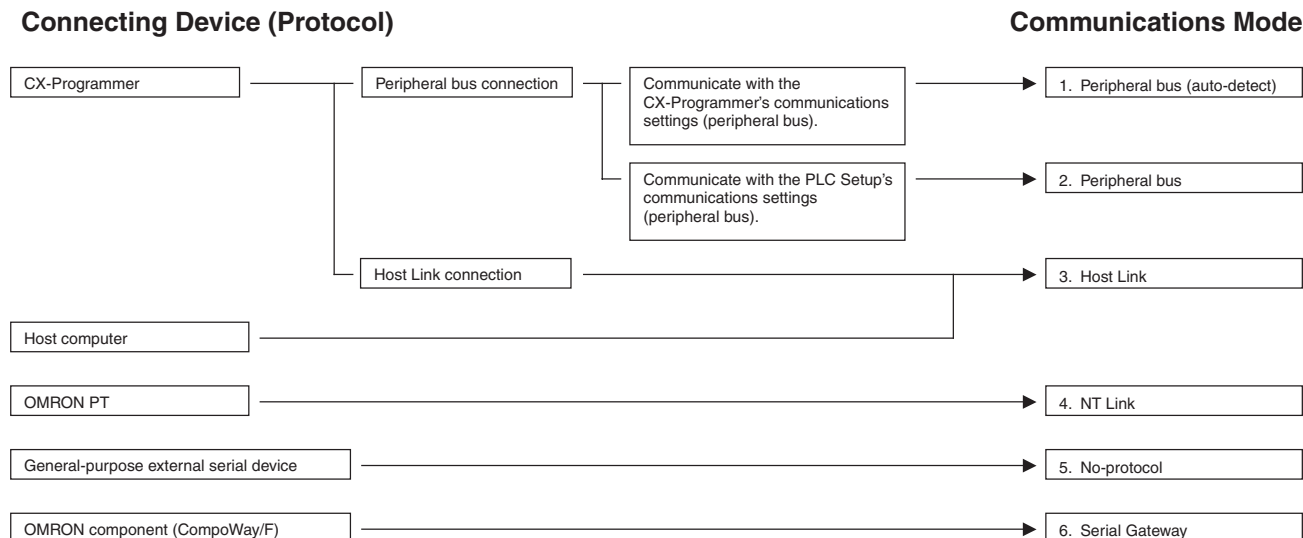 Connecting Device (Protocol)
Communications Mode
CX-Programmer
Peripheral bus connection
Communicate with the
CX-Programmer's communications
settings (peripheral bus).
1. Peripheral bus (auto-detect)
Communicate with the PLC Setup's
communications settings
(peripheral bus).
2. Peripheral bus
Host Link connection
3. Host Link
Host computer
OMRON PT
4. NT Link
General-purpose external serial device
5. No-protocol
OMRON component (CompoWay/F)
6. Serial Gateway